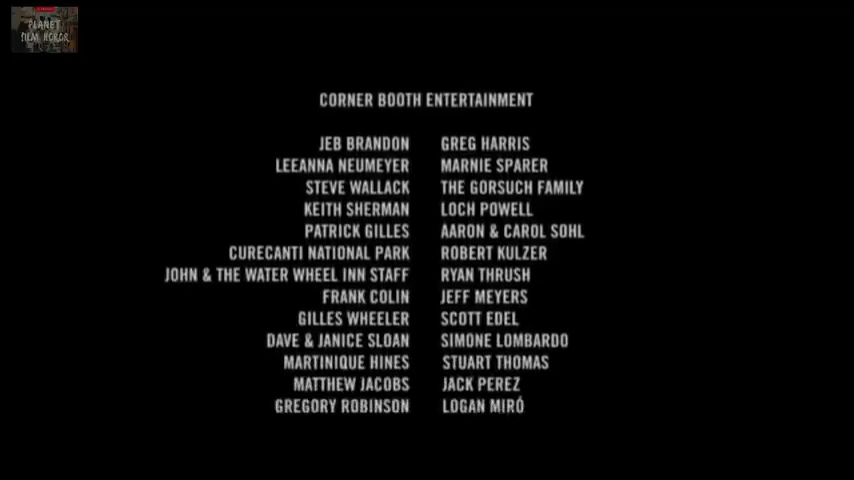 PLANET
FILM HOROR
CORNER BOOTH ENTERTAINMENT
JEB BRANDON GREG HARRIS
LEEANNA NEUMEYER MARNIE SPARER
STEVE WALLACK THE GORSUCH FAMILY
KEITH SHERMAN LOCH POWELL
PATRICK GILLES AARON & CAROL SOHL
CURECANTI NATIONAL PARK ROBERT KULZER
JOHN & THE WATER WHEEL INN STAFF RYAN THRUSH
FRANK COLIN JEFF MEYERS
GILLES WHEELER SCOTT EDEL
DAVE & JANICE SLOAN SIMONE LOMBARDO
MARTINIQUE HINES STUART THOMAS
MATTHEW JACOBS JACK PEREZ
GREGORY ROBINSON LOGAN MIRÓ